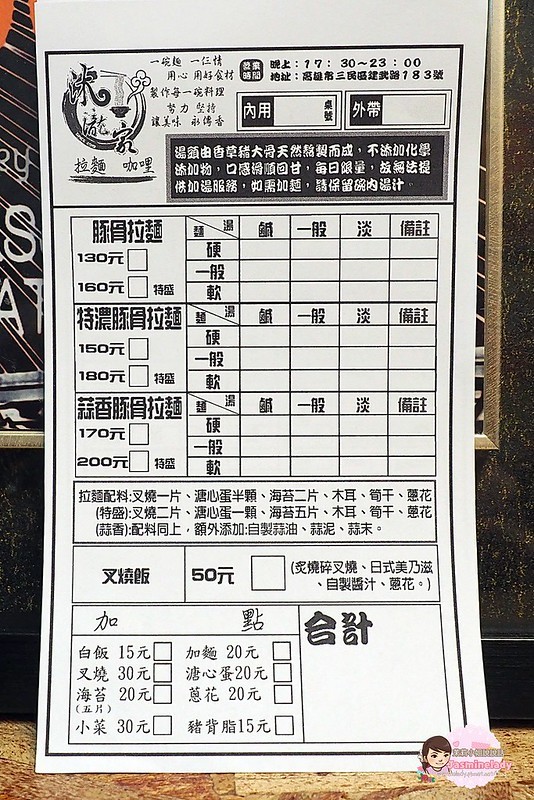 洣瀧家
拉麵 咖哩
一碗麵 一份情
用心 用好食材
製作每一碗料理
努力 堅持
讓美味 永傳香
營業時間 晚上：17：30~23：00
地址：高雄市三民區建武路183號
內用 桌號 外帶
湯頭由香草豬大骨天然熬製而成，不添加化學
添加物，口感滑順回甘，每日限量，故無法提
供加湯服務，如需加麵，請保留碗內湯汁。
豚骨拉麵 麵 湯 鹹 一般 淡 備註
130元 硬
一般
160元 特盛 軟
特濃豚骨拉麵 麵 湯 鹹 一般 淡 備註
150元 硬
一般
180元 特盛 軟
蒜香豚骨拉麵 麵 湯 鹹 一般 淡 備註
170元 硬
一般
200元 特盛 軟
拉麵配料:叉燒一片、溏心蛋半顆、海苔二片、木耳、筍干、蔥花
(特盛):叉燒二片、溏心蛋一顆、海苔五片、木耳、筍干、蔥花
(蒜香):配料同上，額外添加:自製蒜油、蒜泥、蒜末。
叉燒飯 50元 (炙燒碎叉燒、日式美乃滋
、自製醬汁、蔥花。)
加 點 合計
白飯 15元 加麵 20元
叉燒 30元 溏心蛋20元
海苔 20元 蔥花 20元
(五片)
小菜 30元 豬背脂15元
Jasminelady